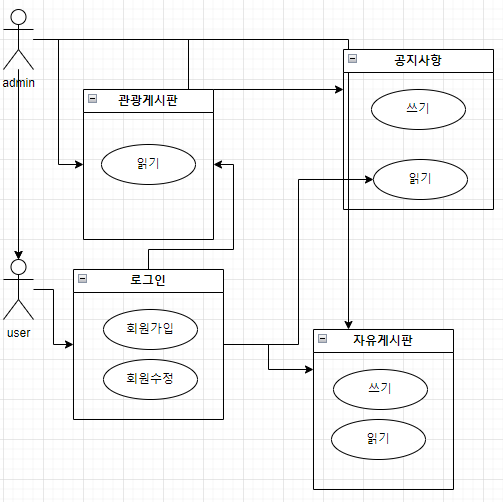 admin
공지사항
쓰기
읽기
관광게시판
읽기
user
로그인
회원가입
회원수정
자유게시판
쓰기
읽기